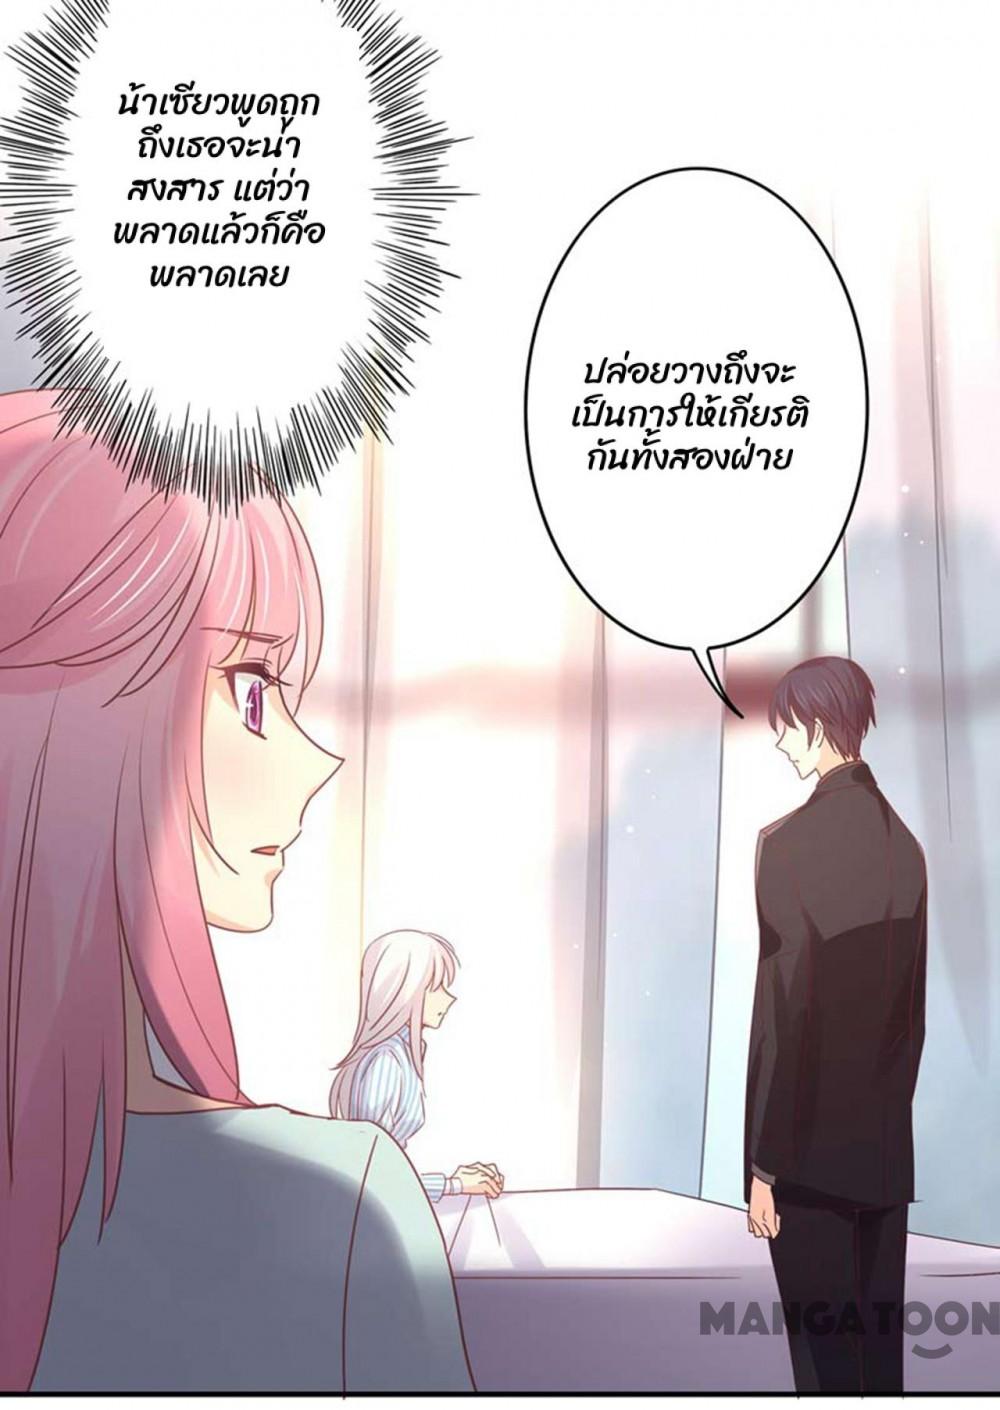 น้าเซียวพูดถูก
ถึงเธอจะน่า
สงสาร แต่ว่า
พลาดแล้วก็คือ
พลาดเลย
ปล่อยวางถึงจะ
เป็นการให้เกียรติ
กันทั้งสองฝ่าย
MANGATOON